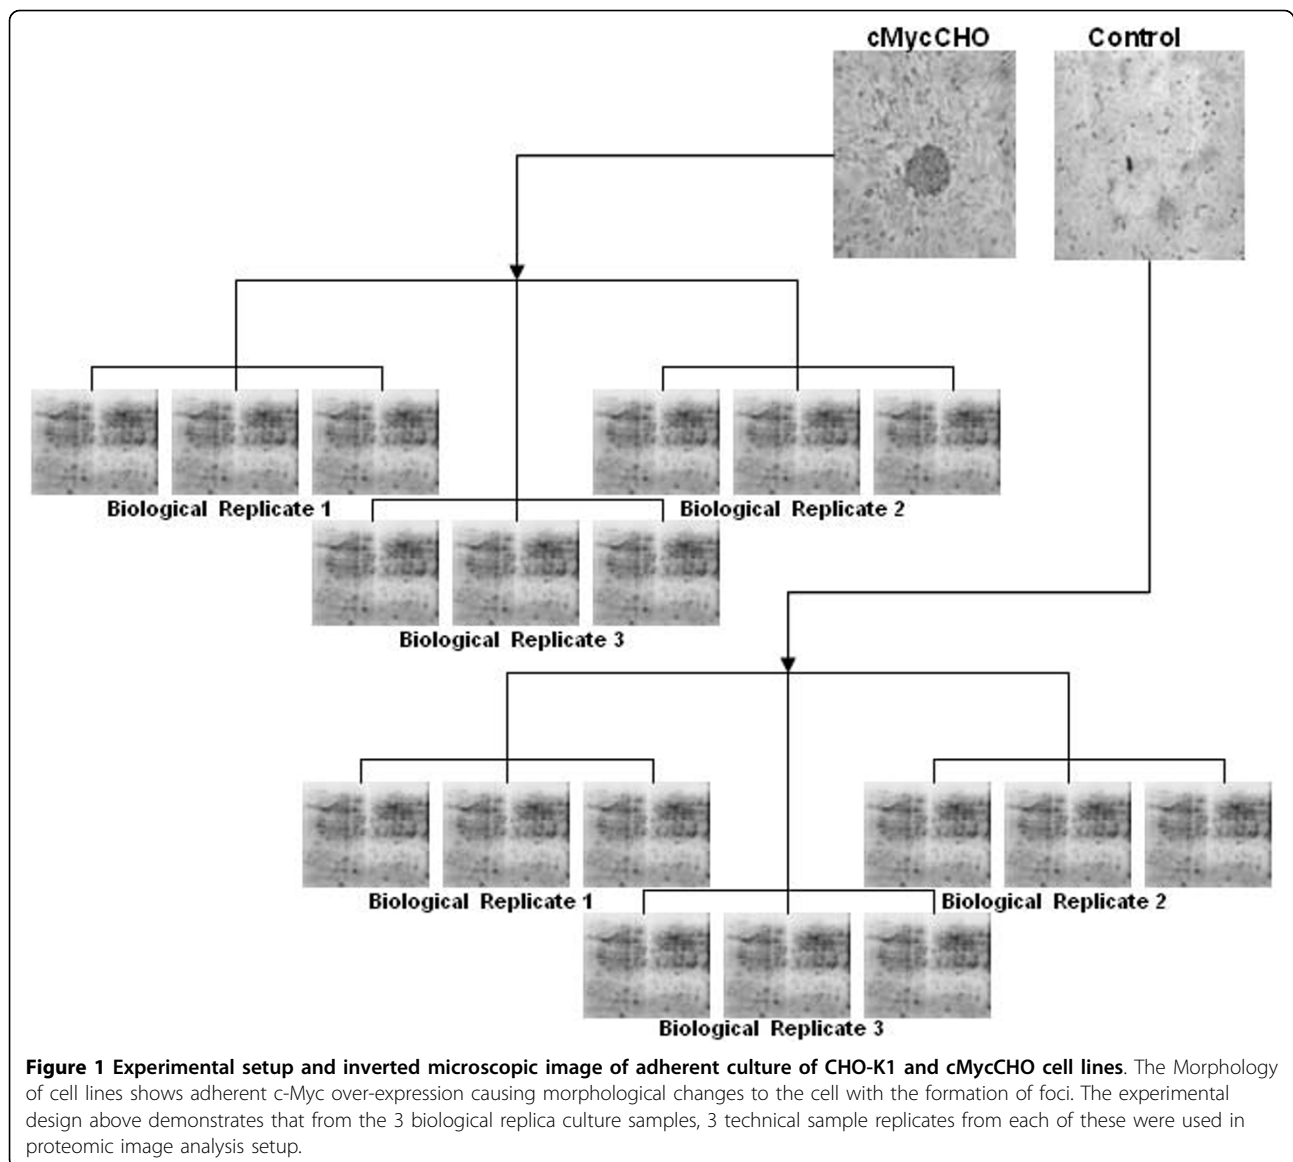 cMycCHO
Control
Biological Replicate 1
Biological Replicate 2
Biological Replicate 3
Biological Replicate 1
Biological Replicate 2
Biological Replicate 3
Figure 1 Experimental setup and inverted microscopic image of adherent culture of CHO-K1 and cMycCHO cell lines. The Morphology
of cell lines shows adherent c-Myc over-expression causing morphological changes to the cell with the formation of foci. The experimental
design above demonstrates that from the 3 biological replica culture samples, 3 technical sample replicates from each of these were used in
proteomic image analysis setup.